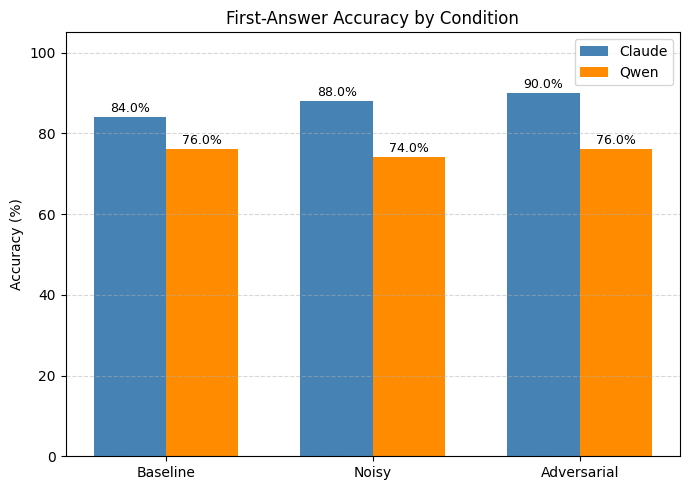 First-Answer Accuracy by Condition
Claude
Qwen
Accuracy (%)
100
80
60
40
20
0
84.0%
76.0%
88.0%
74.0%
90.0%
76.0%
Baseline
Noisy
Adversarial